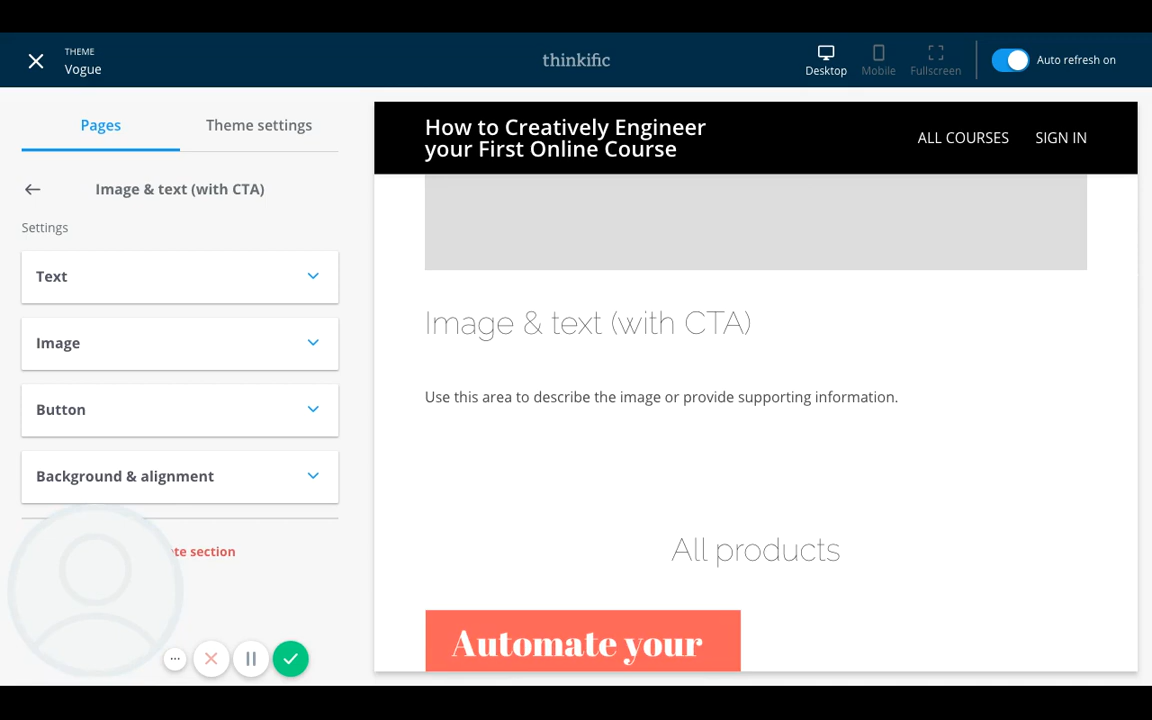 THEME
Vogue
thinkific
Desktop
Mobile
Fullscreen
Auto refresh on
Pages
Theme settings
Image & text (with CTA)
Settings
Text
Image
Button
Background & alignment
section
How to Creatively Engineer
your First Online Course
ALL COURSES
SIGN IN
Image & text (with CTA)
Use this area to describe the image or provide supporting information.
All products
Automate your